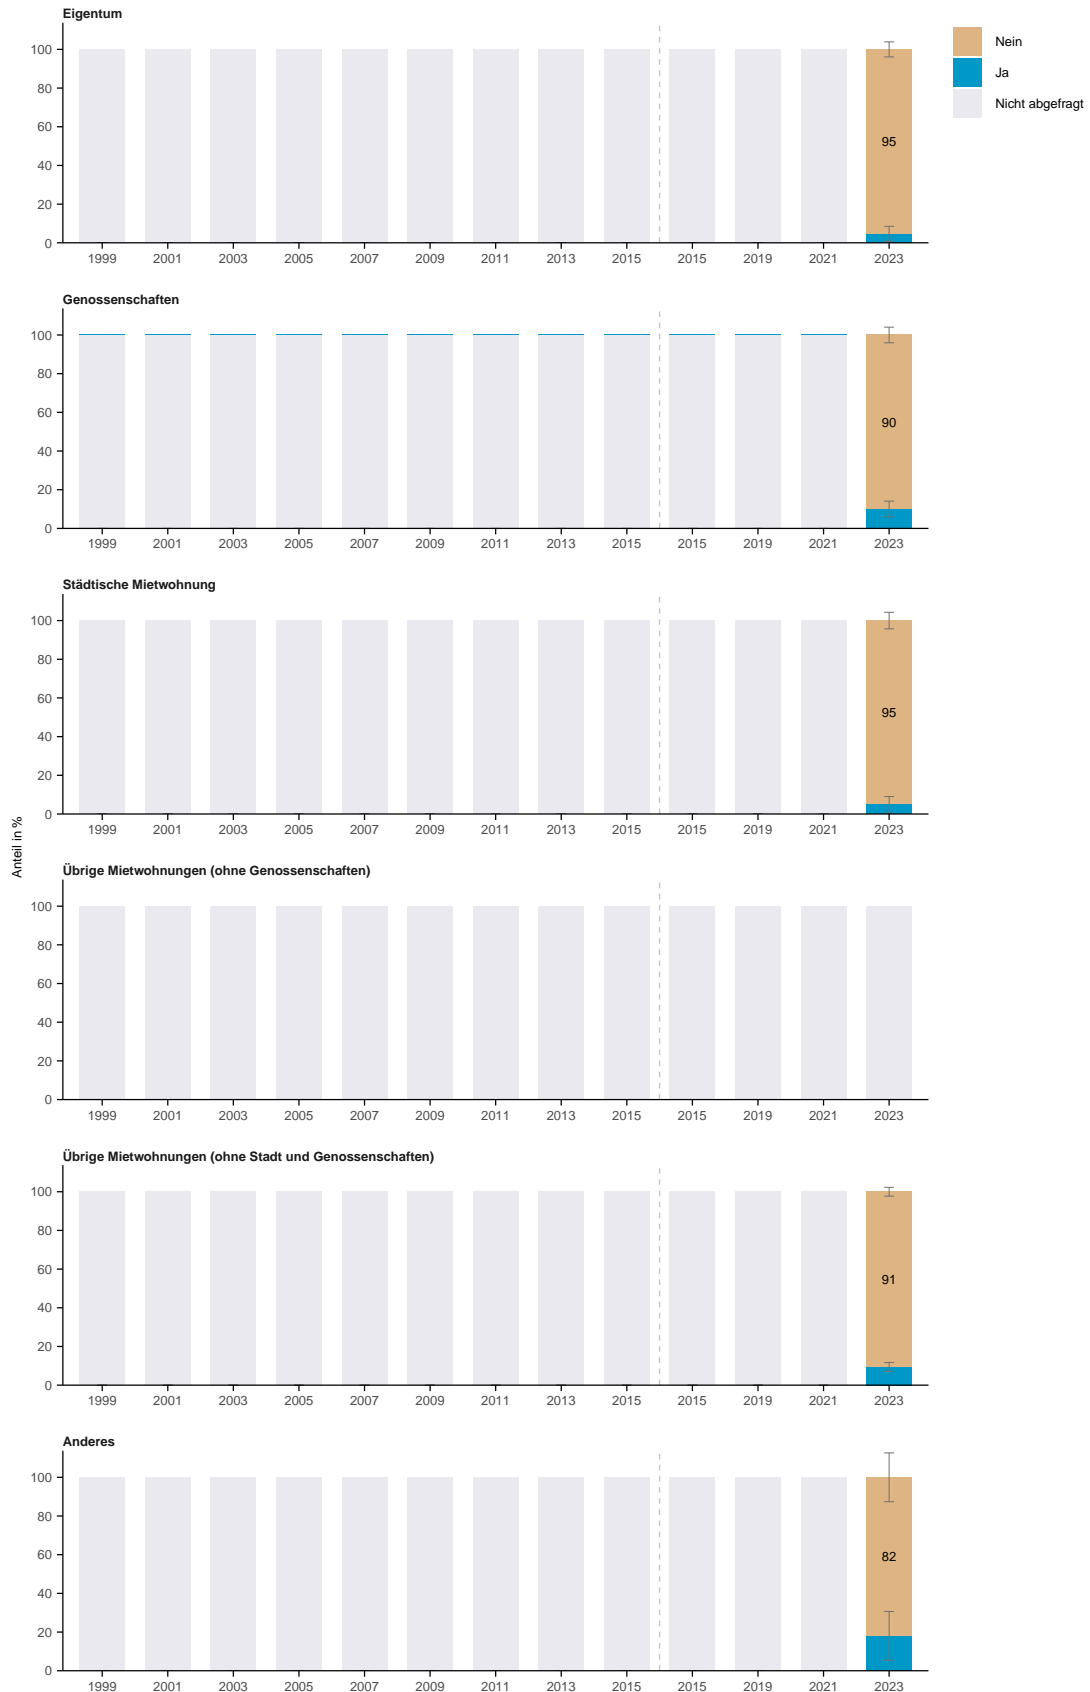 Eigentum
100
80
60
40
20
0
95
1999 2001 2003 2005 2007 2009 2011 2013 2015 2015 2019 2021 2023
Nein
Ja
Nicht abgefragt
Genossenschaften
100
80
60
40
20
0
90
1999 2001 2003 2005 2007 2009 2011 2013 2015 2015 2019 2021 2023
Städtische Mietwohnung
100
80
60
40
20
0
95
1999 2001 2003 2005 2007 2009 2011 2013 2015 2015 2019 2021 2023
Anteil in %
Übrige Mietwohnungen (ohne Genossenschaften)
100
80
60
40
20
0
1999 2001 2003 2005 2007 2009 2011 2013 2015 2015 2019 2021 2023
Übrige Mietwohnungen (ohne Stadt und Genossenschaften)
100
80
60
40
20
0
91
1999 2001 2003 2005 2007 2009 2011 2013 2015 2015 2019 2021 2023
Anderes
100
80
60
40
20
0
82
1999 2001 2003 2005 2007 2009 2011 2013 2015 2015 2019 2021 2023